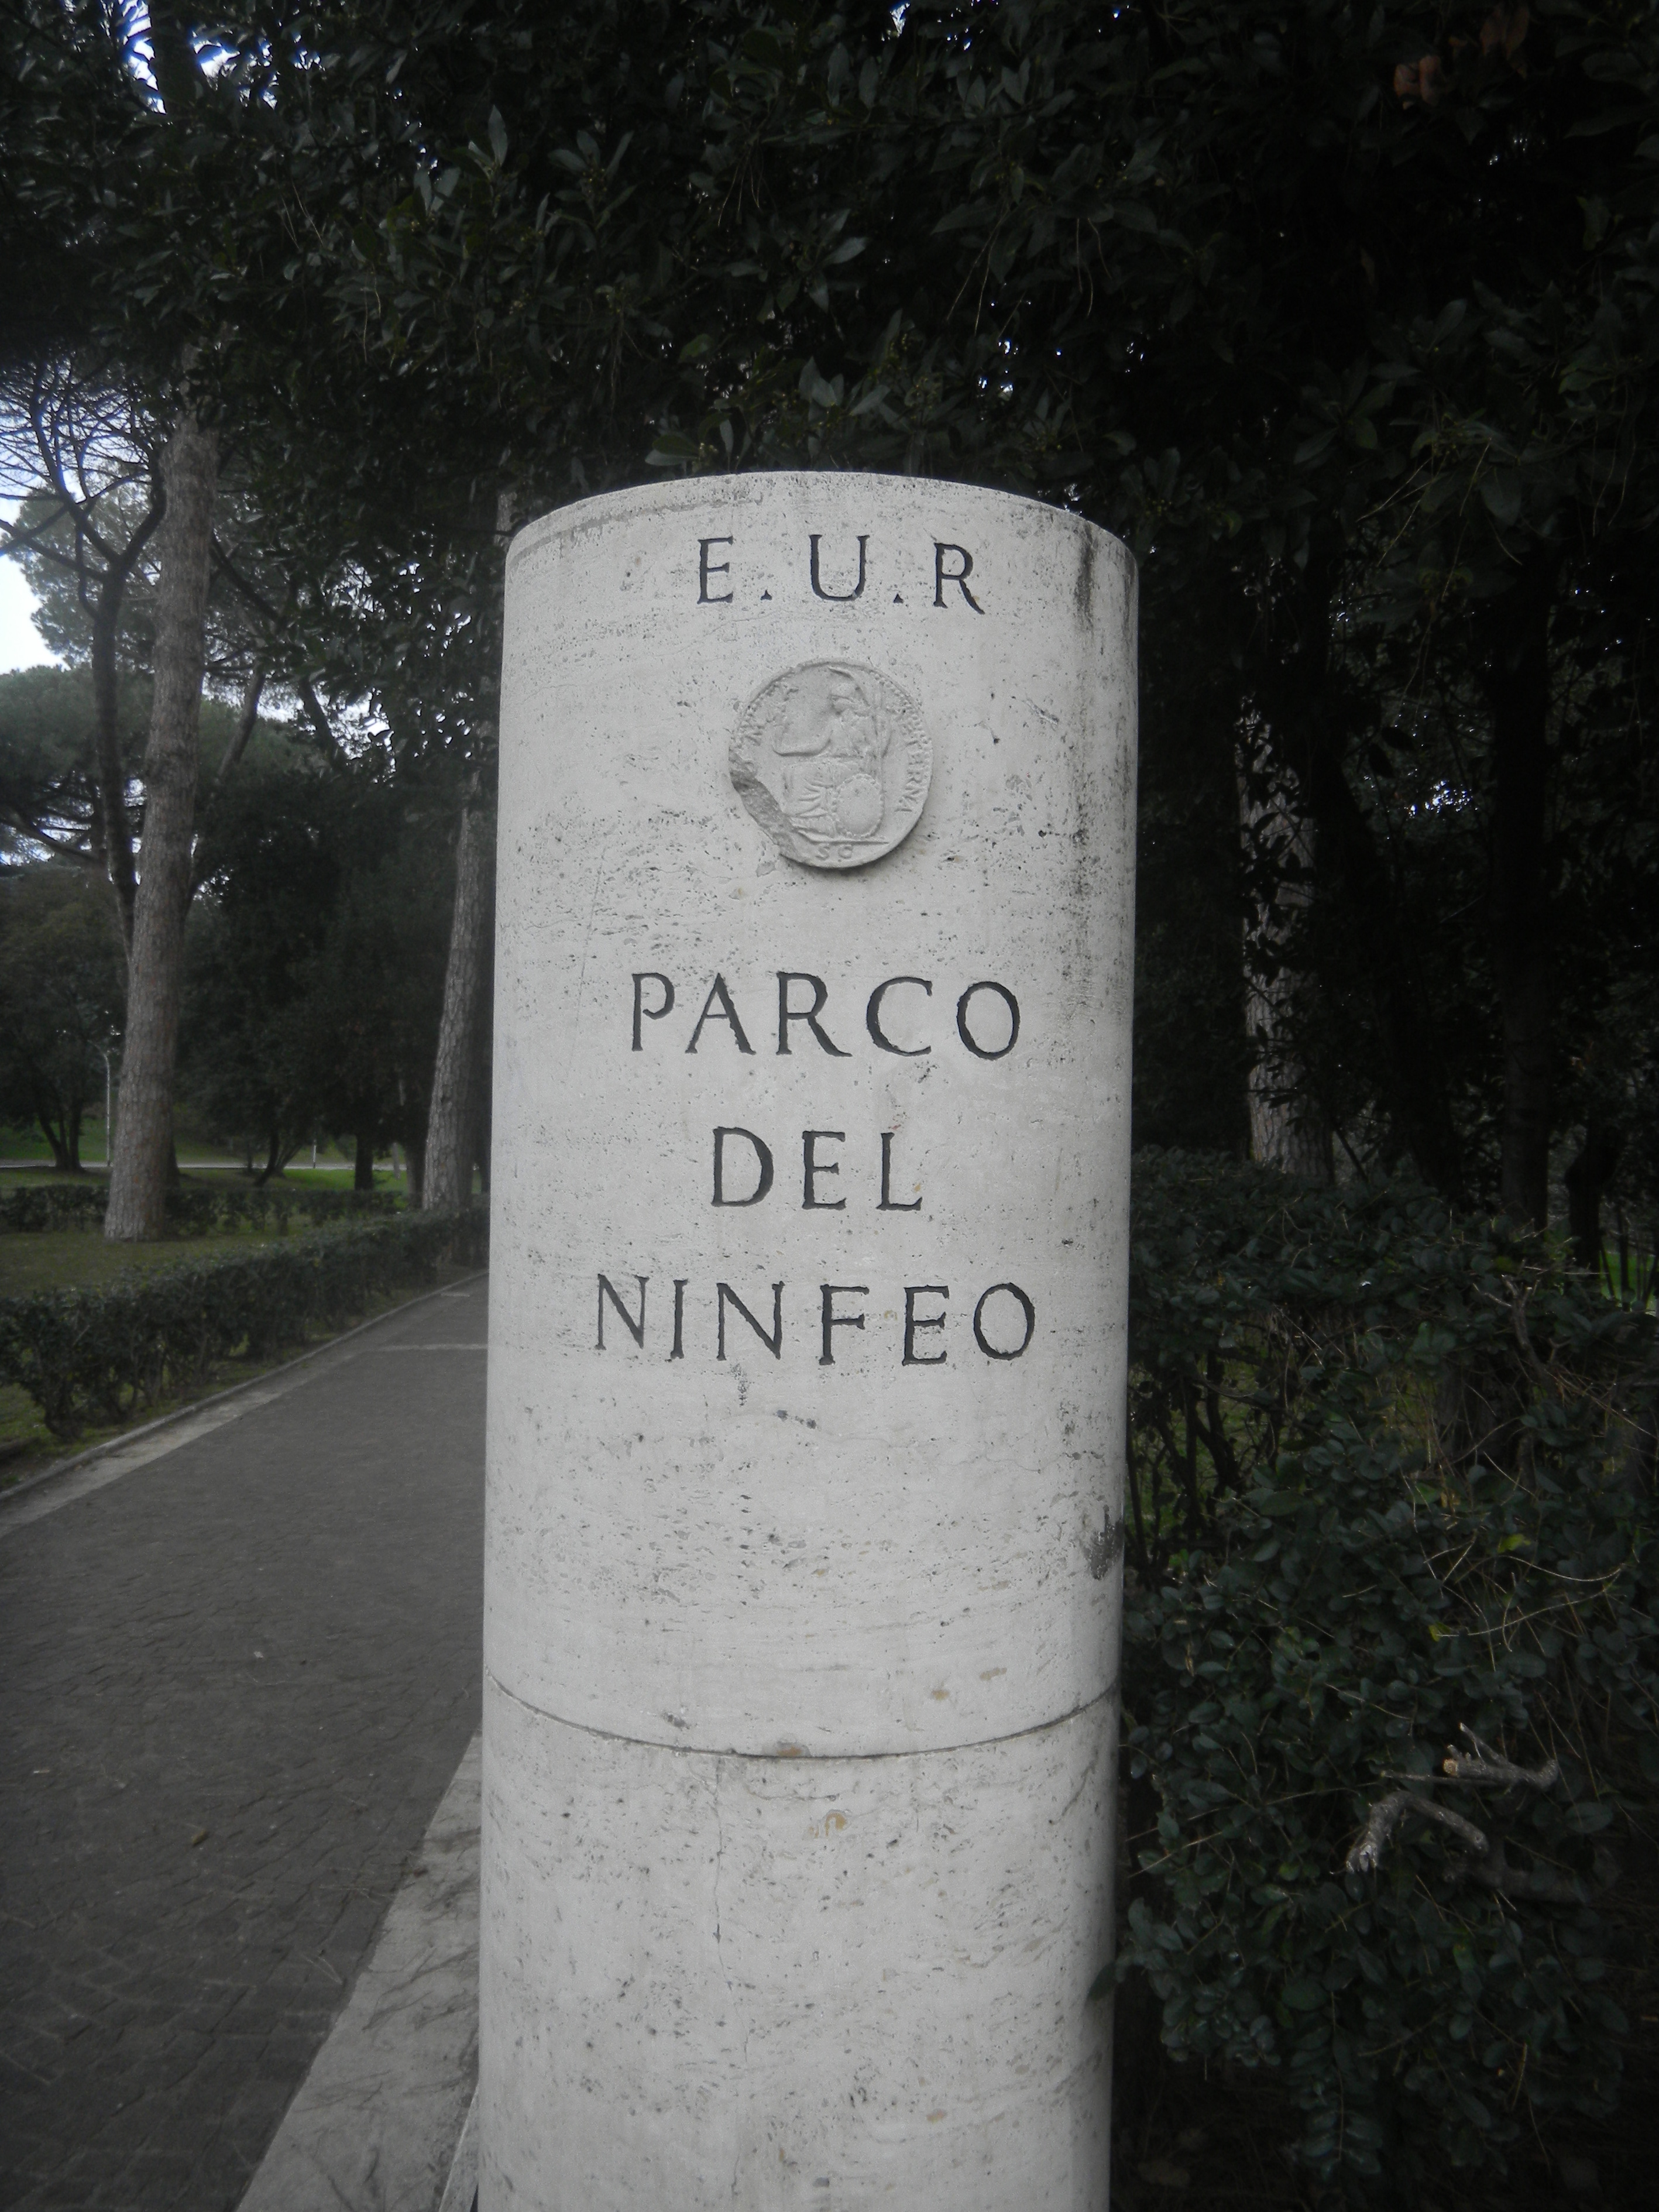 E.U.R
S C
PARCO
DEL
NINFEO